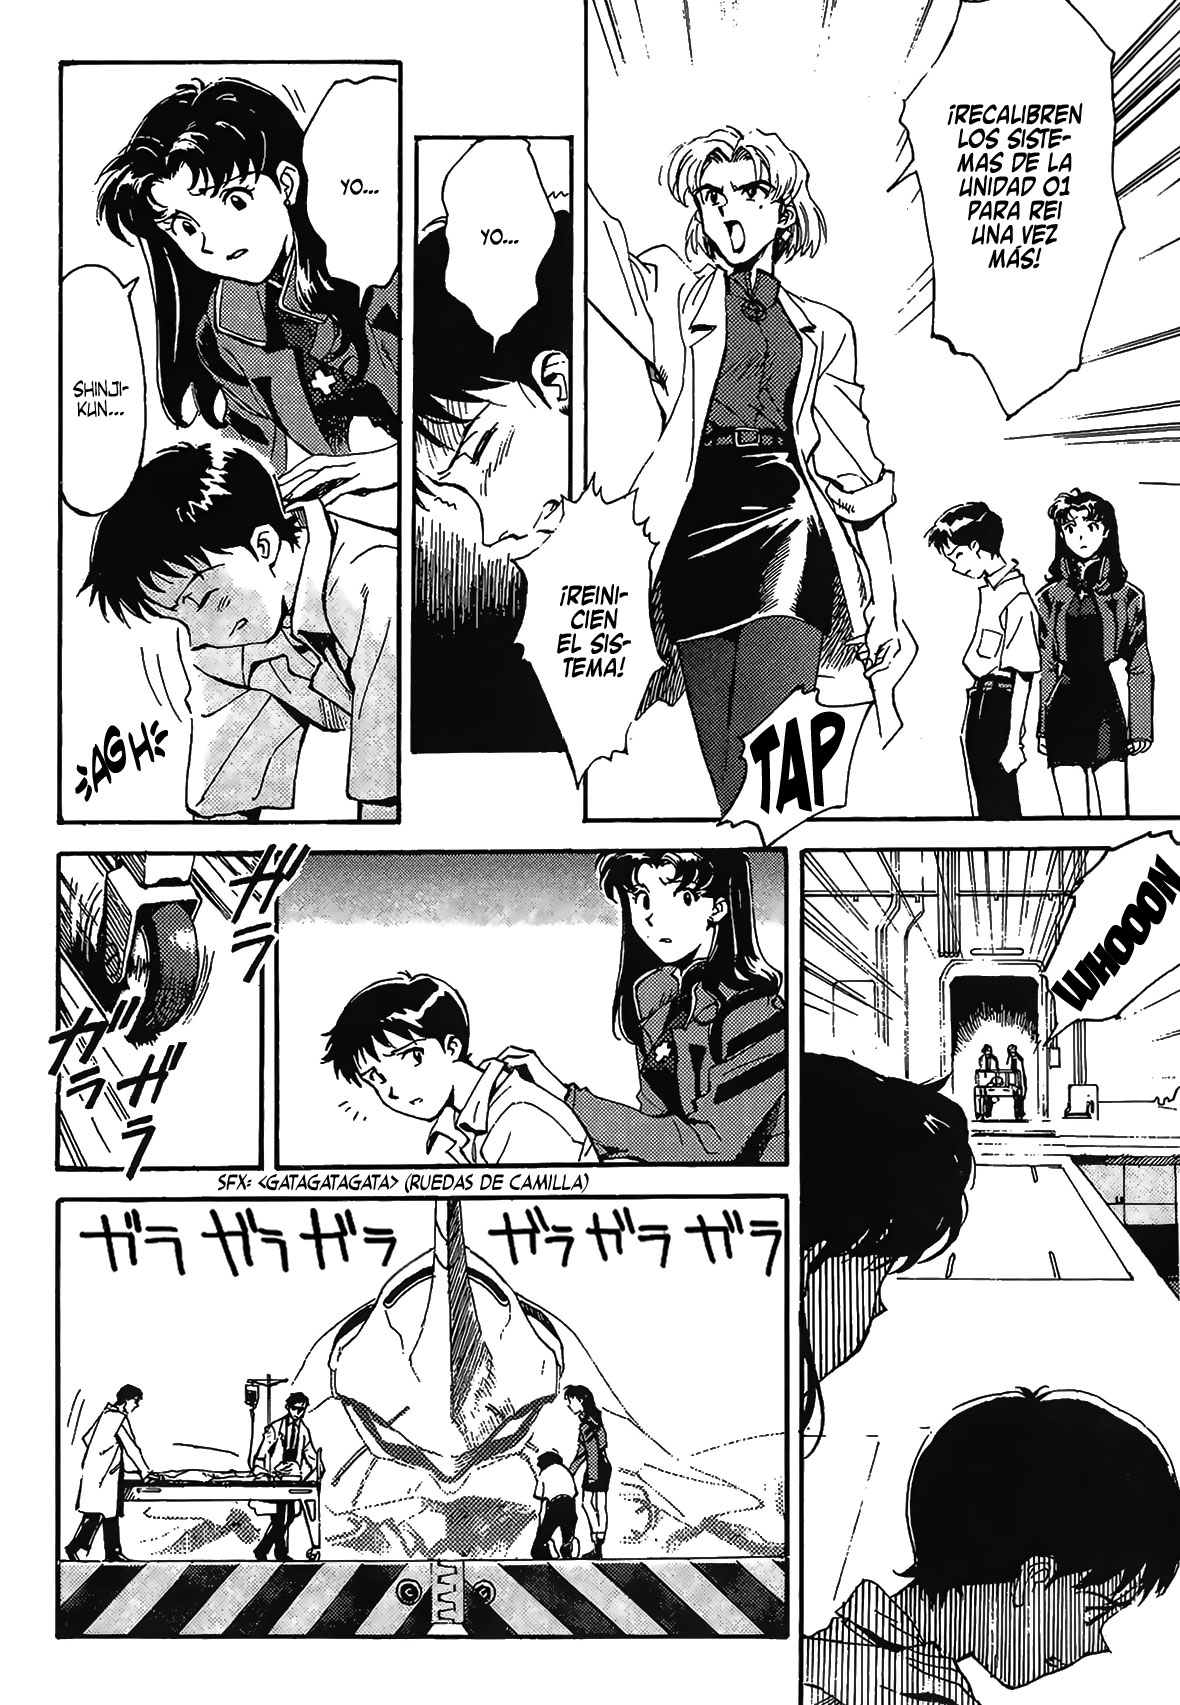 ¡RECALIBREN
LOS SISTE-
MAS DE LA
UNIDAD 01
PARA REI
UNA VEZ
MÁS!
¡REINI-
CIEN
EL SIS-
TEMA!
TAP
YO...
YO...
SHINJI-
KUN...
AGH
WHOOON
ガラ
ガラ
ガラ
SFX: <GATAGATAGATA> (RUEDAS DE CAMILLA)
ガラ ガラ ガラ ガラ ガラ ガラ